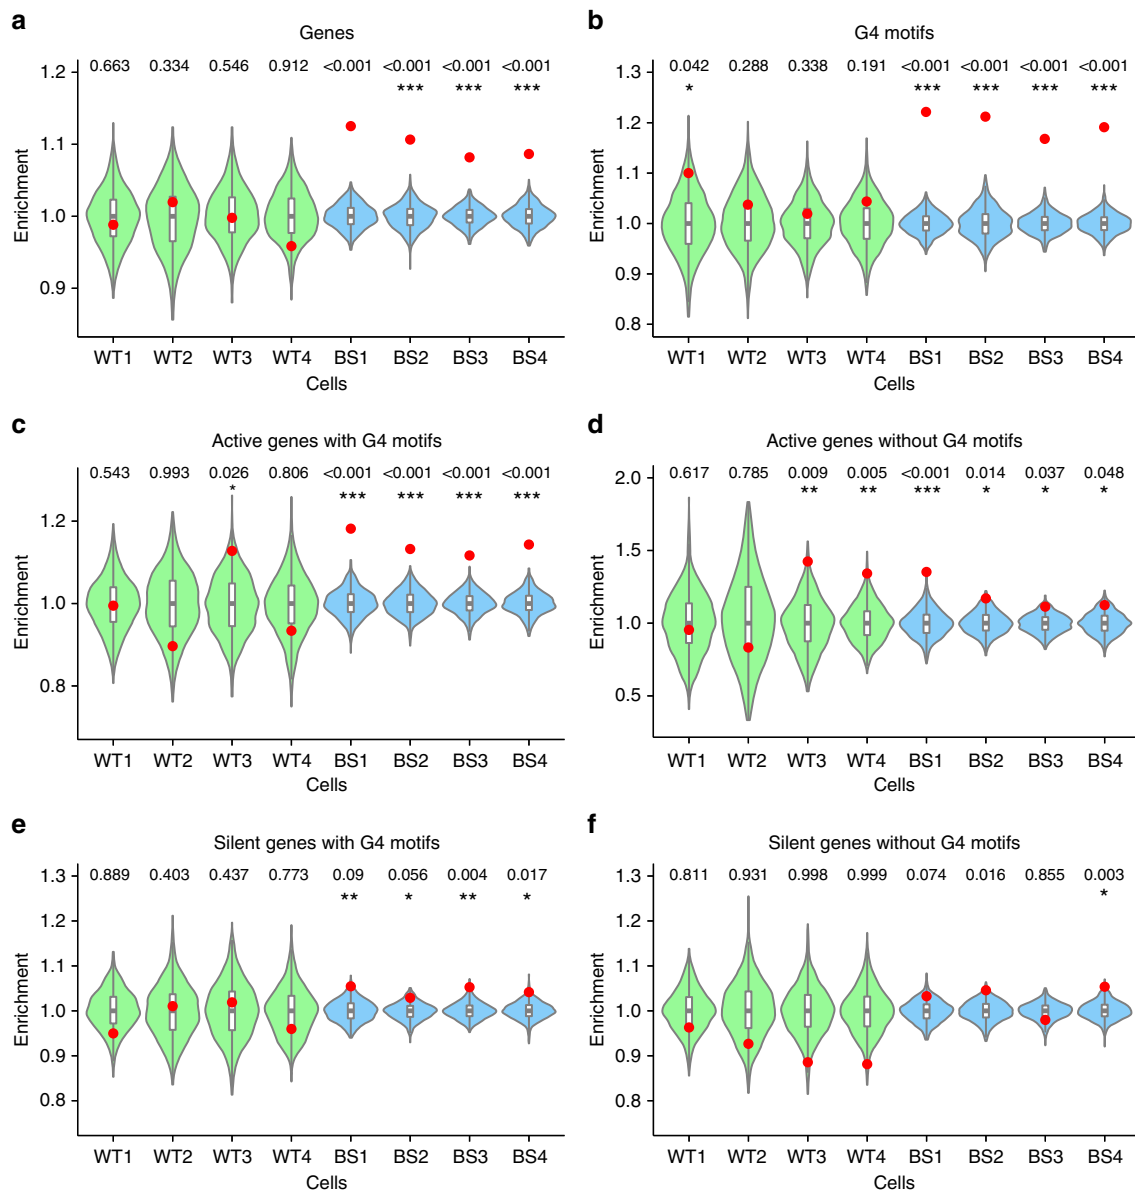 a
Genes
0.663 0.334 0.546 0.912 <0.001 <0.001 <0.001 <0.001
*** *** ***
1.2
1.1
1.0
0.9
Enrichment
WT1 WT2 WT3 WT4 BS1 BS2 BS3 BS4
Cells
b
G4 motifs
0.042 0.288 0.338 0.191 <0.001 <0.001 <0.001 <0.001
* *** *** *** ***
1.3
1.2
1.1
1.0
0.9
0.8
Enrichment
WT1 WT2 WT3 WT4 BS1 BS2 BS3 BS4
Cells
c
Active genes with G4 motifs
0.543 0.993 0.026 0.806 <0.001 <0.001 <0.001 <0.001
* *** *** *** ***
1.2
1.0
0.8
Enrichment
WT1 WT2 WT3 WT4 BS1 BS2 BS3 BS4
Cells
d
Active genes without G4 motifs
0.617 0.785 0.009 0.005 <0.001 0.014 0.037 0.048
** ** *** * * *
2.0
1.5
1.0
0.5
Enrichment
WT1 WT2 WT3 WT4 BS1 BS2 BS3 BS4
Cells
e
Silent genes with G4 motifs
0.889 0.403 0.437 0.773 0.09 0.056 0.004 0.017
** * ** *
1.3
1.2
1.1
1.0
0.9
0.8
Enrichment
WT1 WT2 WT3 WT4 BS1 BS2 BS3 BS4
Cells
f
Silent genes without G4 motifs
0.811 0.931 0.998 0.999 0.074 0.016 0.855 0.003
*
1.3
1.2
1.1
1.0
0.9
0.8
Enrichment
WT1 WT2 WT3 WT4 BS1 BS2 BS3 BS4
Cells